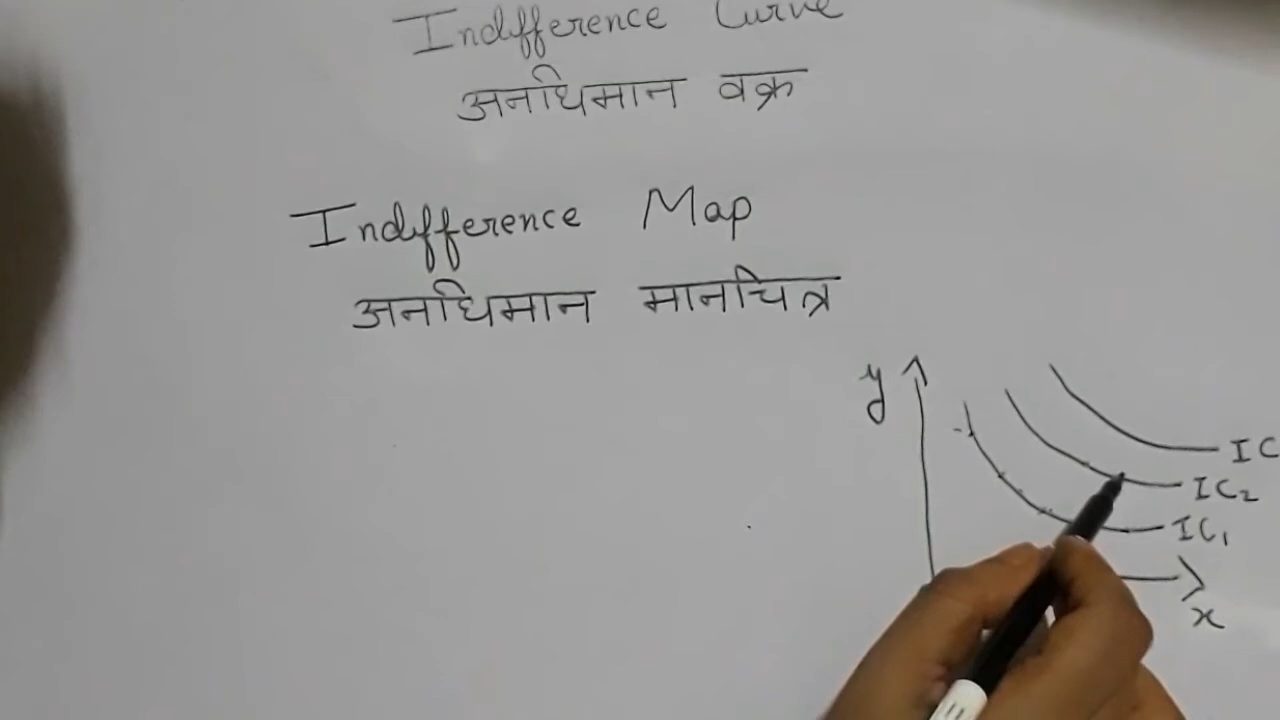 Indifference Curve
अनधिमान वक्र
Indifference Map
अनधिमान मानचित्र
y
IC
IC₂
IC₁
x